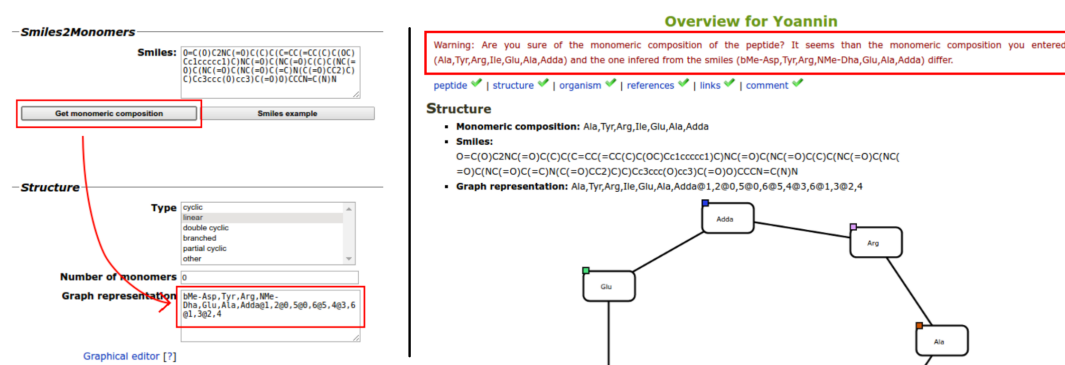 Smiles2Monomers
Smiles:
O=C(O)C2NC(=O)C(C)C(C=CC(=CC(C)C(OC)
Cc1ccccc1)C)NC(=O)C(NC(=O)C(C)C(NC(=
O)C(NC(=O)C(NC(=O)C(=C)N(C(=O)CC2)C)
C)Cc3ccc(O)cc3)C(=O)O)CCCN=C(N)N
Get monomeric composition
Smiles example
Structure
Type
cyclic
linear
double cyclic
branched
partial cyclic
other
Number of monomers
0
Graph representation
bMe-Asp,Tyr,Arg,NMe-
Dha,Glu,Ala,Adda@1,2@0,5@0,6@5,4@3,6
@1,3@2,4
Graphical editor [?]
Overview for Yoannin
Warning: Are you sure of the monomeric composition of the peptide? It seems than the monomeric composition you entered
(Ala,Tyr,Arg,Ile,Glu,Ala,Adda) and the one infered from the smiles (bMe-Asp,Tyr,Arg,NMe-Dha,Glu,Ala,Adda) differ.
peptide | structure | organism | references | links | comment
Structure
Monomeric composition: Ala,Tyr,Arg,Ile,Glu,Ala,Adda
Smiles:
O=C(O)C2NC(=O)C(C)C(C=CC(=CC(C)C(OC)Cc1ccccc1)C)NC(=O)C(NC(=O)C(C)C(NC(=O)C(NC(
=O)C(NC(=O)C(=C)N(C(=O)CC2)C)C)Cc3ccc(O)cc3)C(=O)O)CCCN=C(N)N
Graph representation: Ala,Tyr,Arg,Ile,Glu,Ala,Adda@1,2@0,5@0,6@5,4@3,6@1,3@2,4
Adda
Arg
Glu
Ala